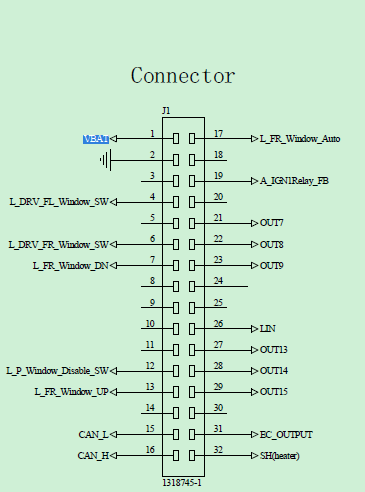 Connector
J1
VBAT 1 17 L_FR_Window_Auto
2 18
3 19 A_IGN1Relay_FB
L_DRV_FL_Window_SW 4 20
5 21 OUT7
L_DRV_FR_Window_SW 6 22 OUT8
L_FR_Window_DN 7 23 OUT9
8 24
9 25
10 26 LIN
11 27 OUT13
L_P_Window_Disable_SW 12 28 OUT14
L_FR_Window_UP 13 29 OUT15
14 30
CAN_L 15 31 EC_OUTPUT
CAN_H 16 32 SH(heater)
1318745-1